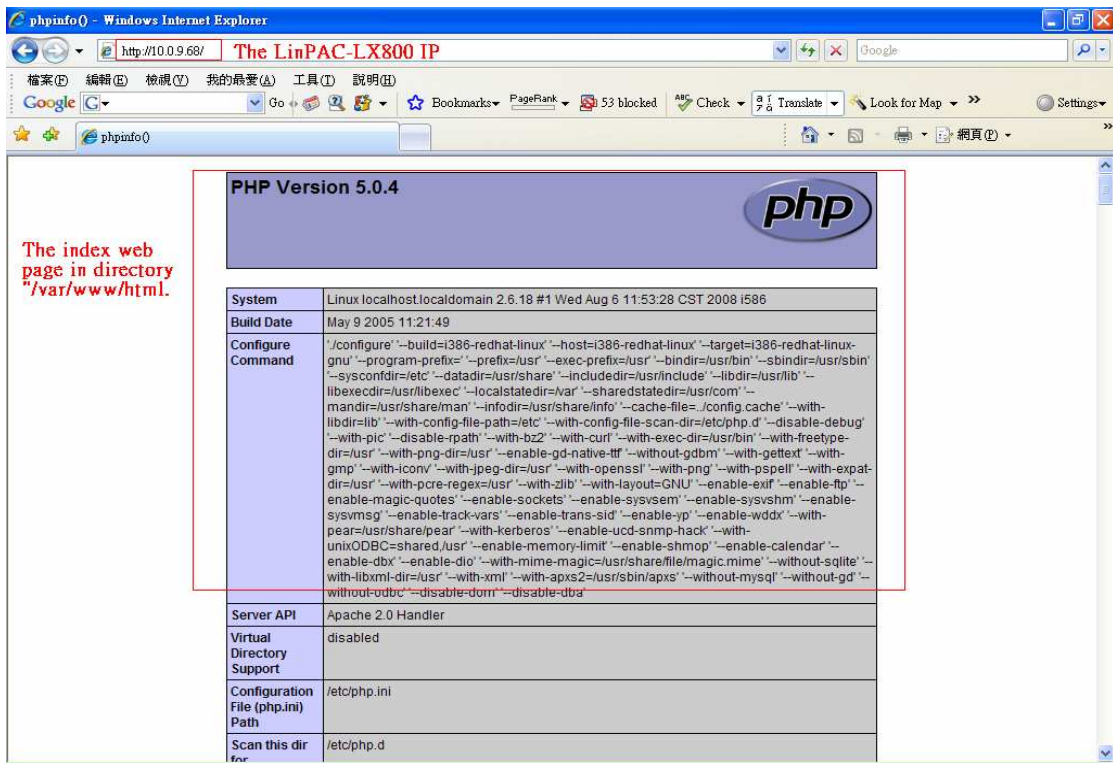 phpinfo() - Windows Internet Explorer
http://10.0.9.68/
The LinPAC-LX800 IP
Google
檔案(F) 編輯(E) 檢視(V) 我的最愛(A) 工具(T) 說明(H)
Google G Go Bookmarks PageRank 53 blocked ABC Check Translate Look for Map » Settings
phpinfo()
網頁(P) »
PHP Version 5.0.4
php
The index web
page in directory
"/var/www/html.
System Linux localhost.localdomain 2.6.18 #1 Wed Aug 6 11:53:28 CST 2008 i586
Build Date May 9 2005 11:21:49
Configure
Command
'./configure' '--build=i386-redhat-linux' '--host=i386-redhat-linux' '--target=i386-redhat-linux-
gnu' '--program-prefix=' '--prefix=/usr' '--exec-prefix=/usr' '--bindir=/usr/bin' '--sbindir=/usr/sbin'
'--sysconfdir=/etc' '--datadir=/usr/share' '--includedir=/usr/include' '--libdir=/usr/lib' '--
libexecdir=/usr/libexec' '--localstatedir=/var' '--sharedstatedir=/usr/com' '--
mandir=/usr/share/man' '--infodir=/usr/share/info' '--cache-file=../config.cache' '--with-
libdir=lib' '--with-config-file-path=/etc' '--with-config-file-scan-dir=/etc/php.d' '--disable-debug'
'--with-pic' '--disable-rpath' '--with-bz2' '--with-curl' '--with-exec-dir=/usr/bin' '--with-freetype-
dir=/usr' '--with-png-dir=/usr' '--enable-gd-native-ttf' '--without-gdbm' '--with-gettext' '--with-
gmp' '--with-iconv' '--with-jpeg-dir=/usr' '--with-openssl' '--with-png' '--with-pspell' '--with-expat-
dir=/usr' '--with-pcre-regex=/usr' '--with-zlib' '--with-layout=GNU' '--enable-exif' '--enable-ftp' '--
enable-magic-quotes' '--enable-sockets' '--enable-sysvsem' '--enable-sysvshm' '--enable-
sysvmsg' '--enable-track-vars' '--enable-trans-sid' '--enable-yp' '--enable-wddx' '--with-
pear=/usr/share/pear' '--with-kerberos' '--enable-ucd-snmp-hack' '--with-
unixODBC=shared,/usr' '--enable-memory-limit' '--enable-shmop' '--enable-calendar' '--
enable-dbx' '--enable-dio' '--with-mime-magic=/usr/share/file/magic.mime' '--without-sqlite' '--
with-libxml-dir=/usr' '--with-xml' '--with-apxs2=/usr/sbin/apxs' '--without-mysql' '--without-gd' '--
without-odbc' '--disable-dom' '--disable-dba'
Server API Apache 2.0 Handler
Virtual
Directory
Support
disabled
Configuration
File (php.ini)
Path
/etc/php.ini
Scan this dir
for
/etc/php.d